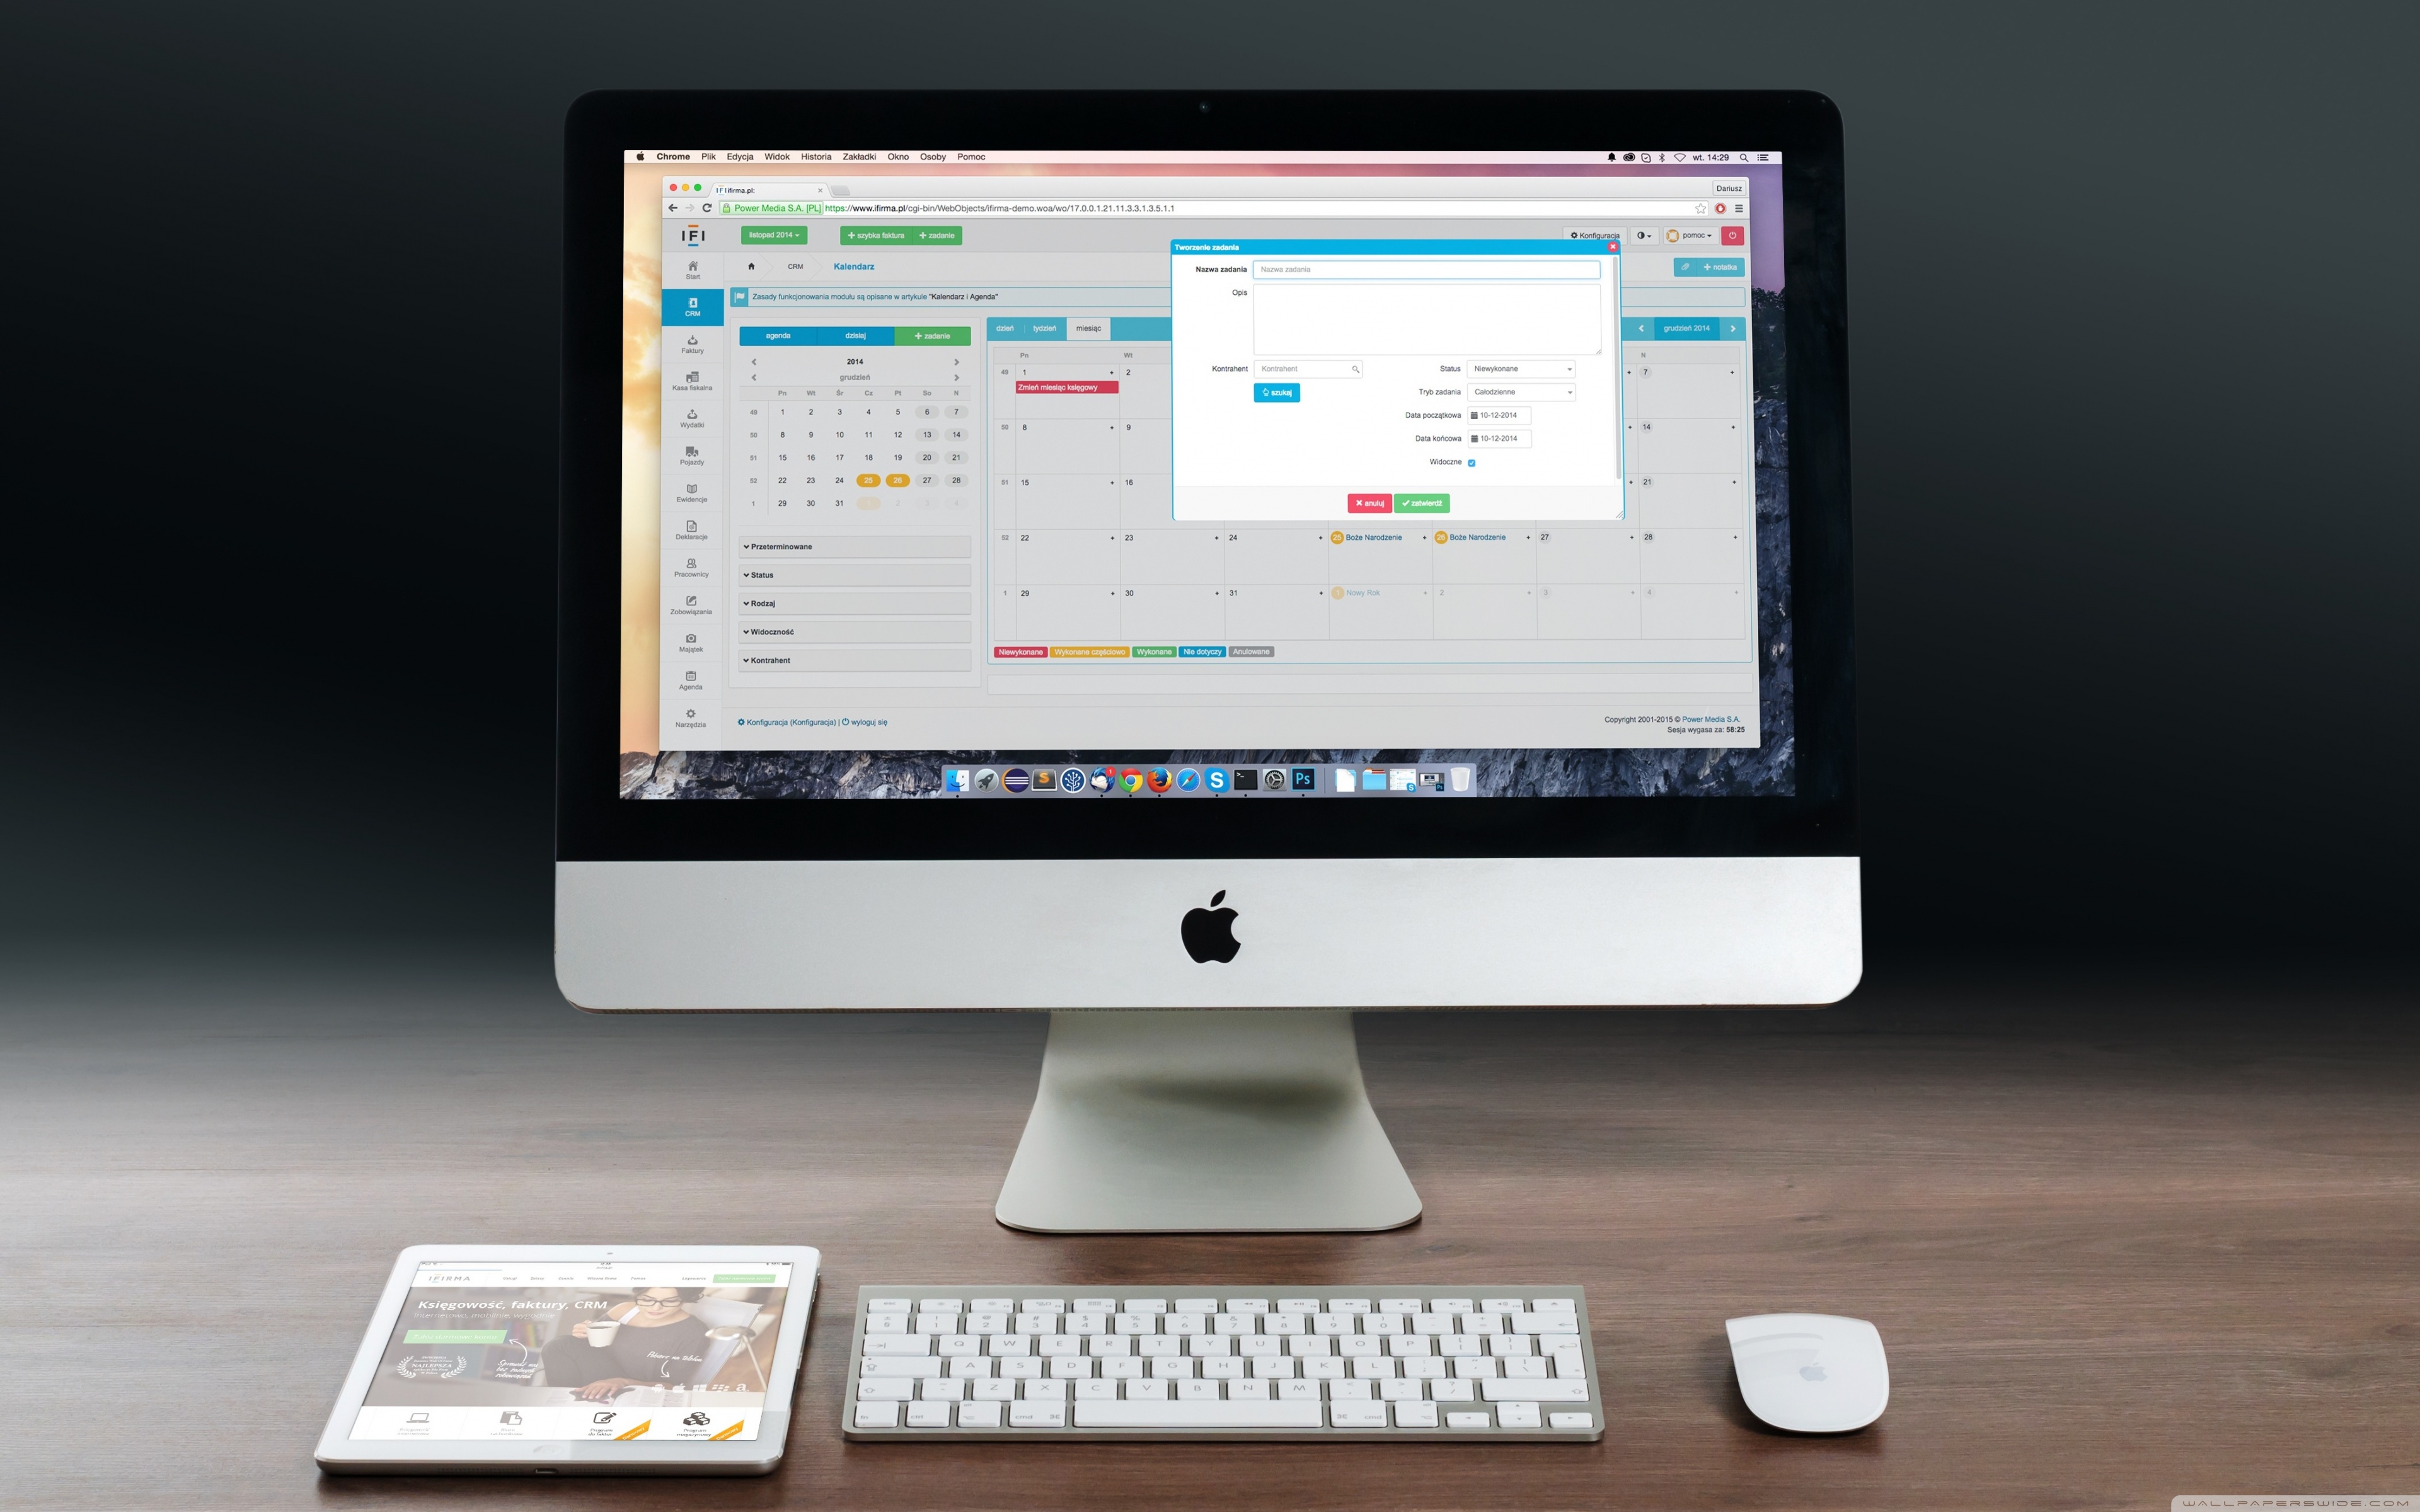 Chrome Plik Edycja Widok Historia Zakładki Okno Osoby Pomoc
wt. 14:29
ifirma.pl:
Dariusz
Power Media S.A. [PL] https://www.ifirma.pl/cgi-bin/WebObjects/ifirma-demo.woa/wo/17.0.0.1.21.11.3.3.1.3.5.1.1
IFI
listopad 2014
szybka faktura
zadanie
Konfiguracja
pomoc
CRM
Kalendarz
notatka
Zasady funkcjonowania modułu są opisane w artykule "Kalendarz i Agenda"
Start
CRM
Faktury
Kasa fiskalna
Wydatki
Pojazdy
Ewidencje
Deklaracje
Pracownicy
Zobowiązania
Majątek
Agenda
Narzędzia
agenda dzisiaj zadanie
2014
grudzień
Pn Wt Śr Cz Pt So N
49 1 2 3 4 5 6 7
50 8 9 10 11 12 13 14
51 15 16 17 18 19 20 21
52 22 23 24 25 26 27 28
1 29 30 31 1 2 3 4
Przeterminowane
Status
Rodzaj
Widoczność
Kontrahent
dzień tydzień miesiąc
grudzień 2014
Pn Wt N
49 1 2 7
Zmień miesiąc księgowy
50 8 9 14
51 15 16 21
52 22 23 24 25 Boże Narodzenie 26 Boże Narodzenie 27 28
1 29 30 31 1 Nowy Rok 2 3 4
Niewykonane Wykonane częściowo Wykonane Nie dotyczy Anulowane
Tworzenie zadania
Nazwa zadania Nazwa zadania
Opis
Kontrahent Kontrahent
szukaj
Status Niewykonane
Tryb zadania Całodzienne
Data początkowa 10-12-2014
Data końcowa 10-12-2014
Widoczne
anuluj zatwierdź
Konfiguracja (Konfiguracja) | wyloguj się
Copyright 2001-2015 © Power Media S.A.
Sesja wygasa za: 58:25
S
S
Ps
IFIRMA
Księgowość, faktury, CRM
NAJLEPSZA
Q W E R T Y U I O P
A S D F G H J K L
Z X C V B N M
fn ctrl cmd cmd
WALLPAPERSWIDE.COM